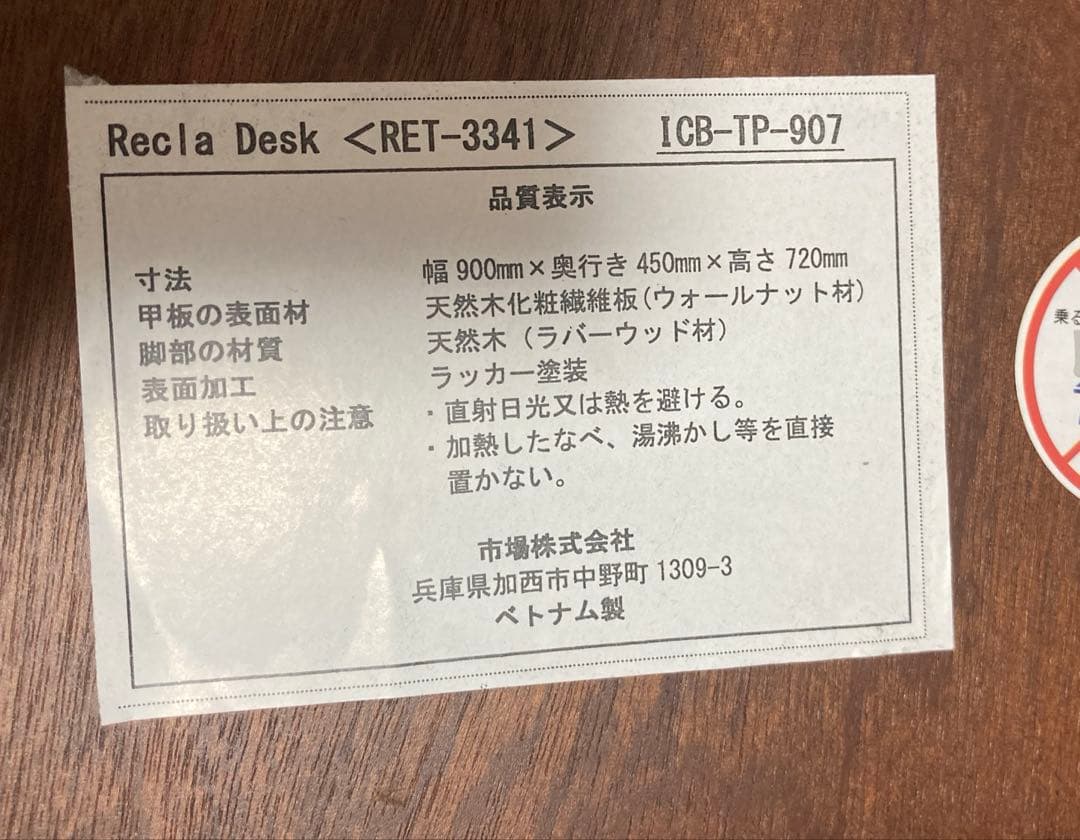 Recla Desk <RET-3341> ICB-TP-907
品質表示
寸法 幅 900mm×奥行き 450mm×高さ 720mm
甲板の表面材 天然木化粧繊維板(ウォールナット材)
脚部の材質 天然木 (ラバーウッド材)
表面加工 ラッカー塗装
取り扱い上の注意 ・直射日光又は熱を避ける。
・加熱したなべ、湯沸かし等を直接
置かない。
市場株式会社
兵庫県加西市中野町 1309-3
ベトナム製
乗る